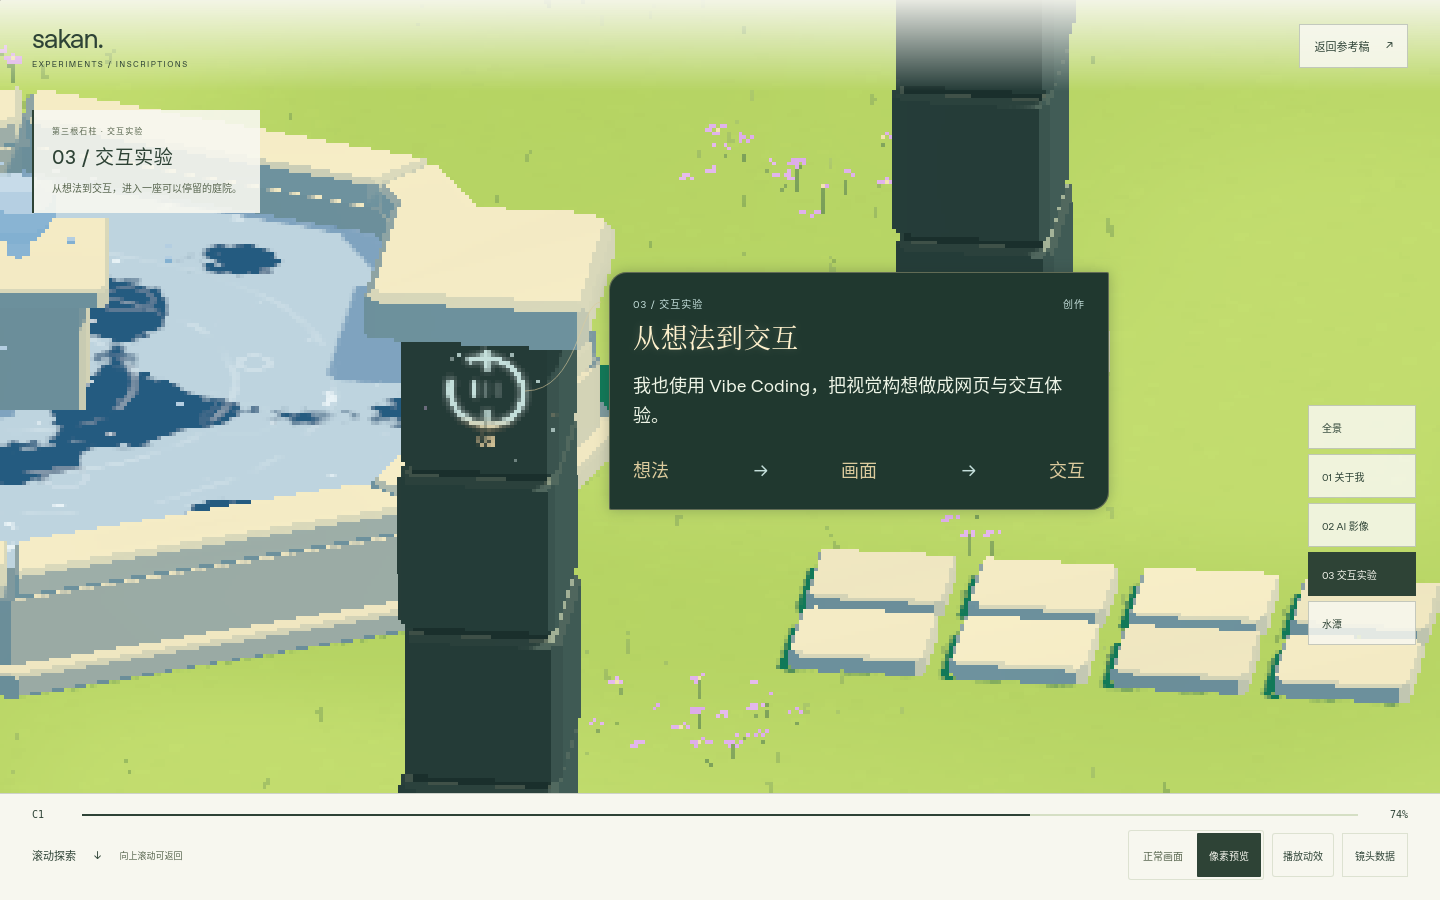 sakan.
EXPERIMENTS / INSCRIPTIONS
返回参考稿 ↗
第三根石柱 · 交互实验
03 / 交互实验
从想法到交互，进入一座可以停留的庭院。
03 / 交互实验
创作
从想法到交互
我也使用 Vibe Coding，把视觉构想做成网页与交互体
验。
想法 → 画面 → 交互
全景
01 关于我
02 AI 影像
03 交互实验
水潭
C1
74%
滚动探索 ↓ 向上滚动可返回
正常画面
像素预览
播放动效
镜头数据